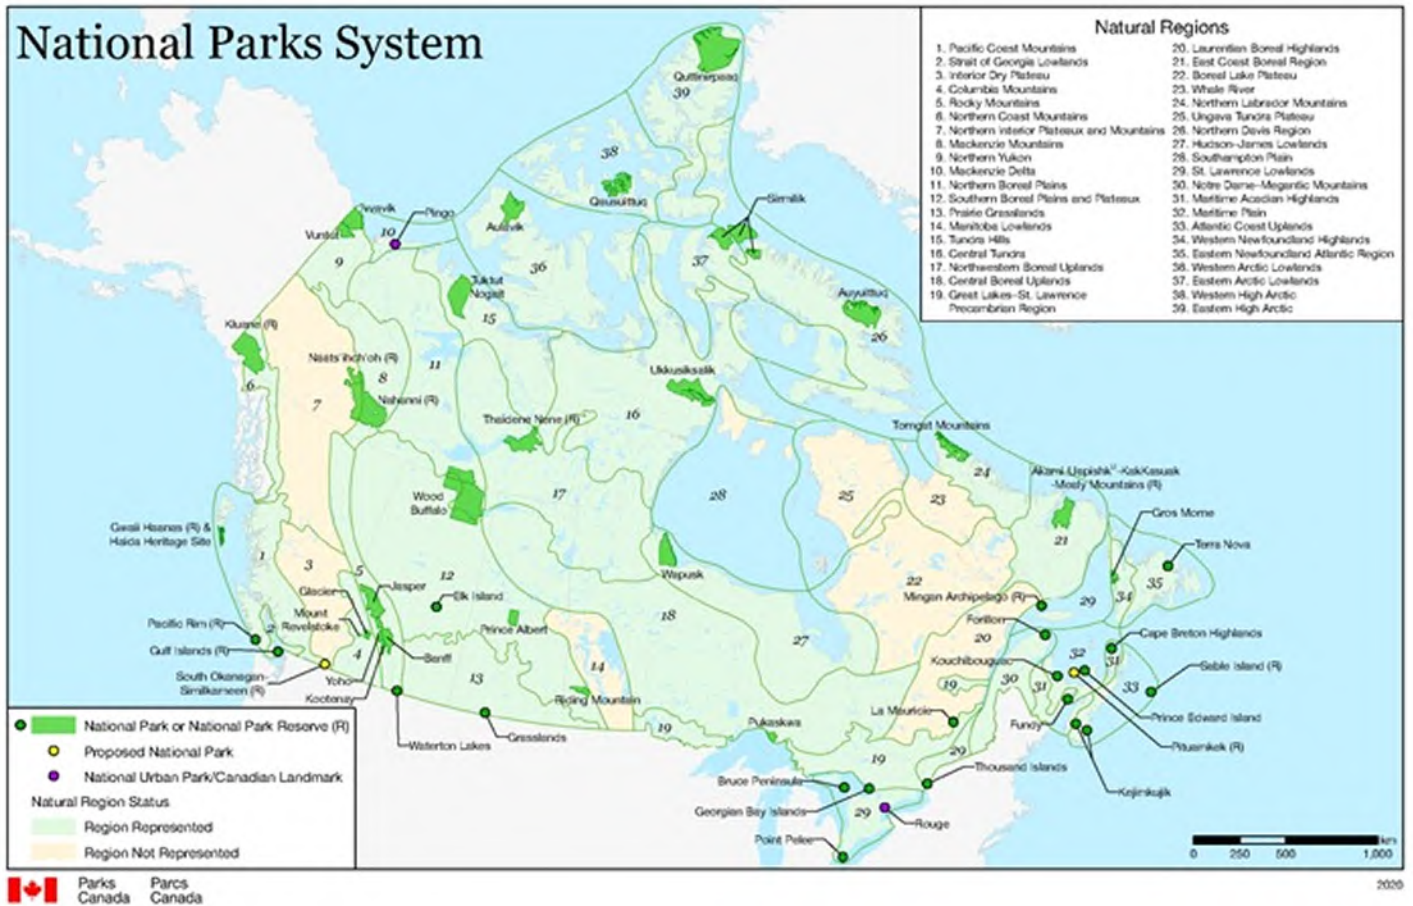 National Parks System
Natural Regions
1. Pacific Coast Mountains
2. Strait of Georgia Lowlands
3. Interior Dry Plateau
4. Columbia Mountains
5. Rocky Mountains
6. Northern Coast Mountains
7. Northern Interior Plateaux and Mountains
8. Mackenzie Mountains
9. Northern Yukon
10. Mackenzie Delta
11. Northern Boreal Plains
12. Southern Boreal Plains and Plateaux
13. Prairie Grasslands
14. Manitoba Lowlands
15. Tundra Hills
16. Central Tundra
17. Northwestern Boreal Uplands
18. Central Boreal Uplands
19. Great Lakes–St. Lawrence
Precambrian Region
20. Laurentian Boreal Highlands
21. East Coast Boreal Region
22. Boreal Lake Plateau
23. Whale River
24. Northern Labrador Mountains
25. Ungava Tundra Plateau
26. Northern Davis Region
27. Hudson–James Lowlands
28. Southampton Plain
29. St. Lawrence Lowlands
30. Notre Dame–Megantic Mountains
31. Maritime Acadian Highlands
32. Maritime Plain
33. Atlantic Coast Uplands
34. Western Newfoundland Highlands
35. Eastern Newfoundland Atlantic Region
36. Western Arctic Lowlands
37. Eastern Arctic Lowlands
38. Western High Arctic
39. Eastern High Arctic
Quttinirpaaq
39
38
Qausuittuq
Sirmilik
Ivvavik
Pingo
Vuntut
10
Aulavik
9
36
37
Tuktut
Nogait
15
Auyuittuq
26
Kluane (R)
6
Naats'ihch'oh (R)
8
11
7
Nahanni (R)
Ukkusiksalik
16
Thaidene Nene (R)
Torngat Mountains
24
Wood
Buffalo
17
28
25
23
Akami-Uapishkᵁ-KakKasuak
-Mealy Mountains (R)
Gros Morne
21
Terra Nova
Gwaii Haanas (R) &
Haida Heritage Site
1
3
5
12
Wapusk
22
35
34
29
Glacier
Jasper
Elk Island
Mingan Archipelago (R)
Mount
Revelstoke
Prince Albert
18
27
Forillon
20
Pacific Rim (R)
2
Gulf Islands (R)
4
Banff
14
Cape Breton Highlands
32
31
Kouchibouguac
Sable Island (R)
South Okanagan-
Similkameen (R)
Yoho
Kootenay
13
Riding Mountain
19
30
31
33
La Mauricie
Fundy
Prince Edward Island
Pituamkek (R)
Waterton Lakes
Grasslands
19
Pukaskwa
19
29
Thousand Islands
Kejimkujik
Bruce Peninsula
Georgian Bay Islands
29
Rouge
Point Pelee
National Park or National Park Reserve (R)
Proposed National Park
National Urban Park/Canadian Landmark
Natural Region Status
Region Represented
Region Not Represented
km
0 250 500 1,000
Parks Parcs
Canada Canada
2020